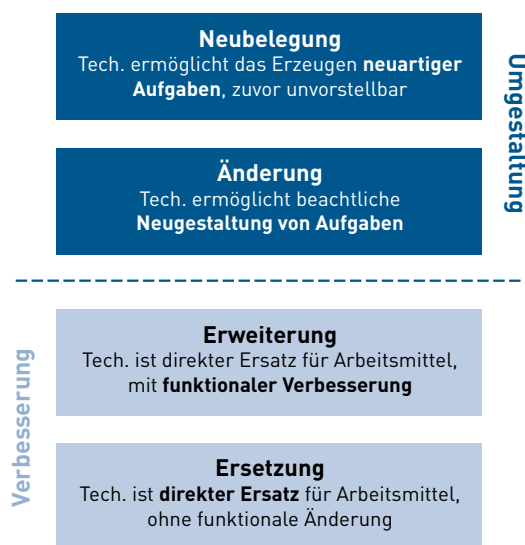 Neubelegung
Tech. ermöglicht das Erzeugen neuartiger
Aufgaben, zuvor unvorstellbar
Umgestaltung
Änderung
Tech. ermöglicht beachtliche
Neugestaltung von Aufgaben
Verbesserung
Erweiterung
Tech. ist direkter Ersatz für Arbeitsmittel,
mit funktionaler Verbesserung
Ersetzung
Tech. ist direkter Ersatz für Arbeitsmittel,
ohne funktionale Änderung